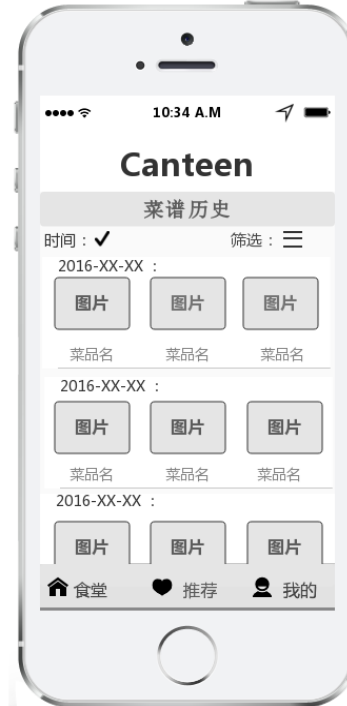 10:34 A.M
Canteen
菜谱历史
时间：✔ 筛选：☰
2016-XX-XX：
图片 图片 图片
菜品名 菜品名 菜品名
2016-XX-XX：
图片 图片 图片
菜品名 菜品名 菜品名
2016-XX-XX：
图片 图片 图片
食堂 推荐 我的